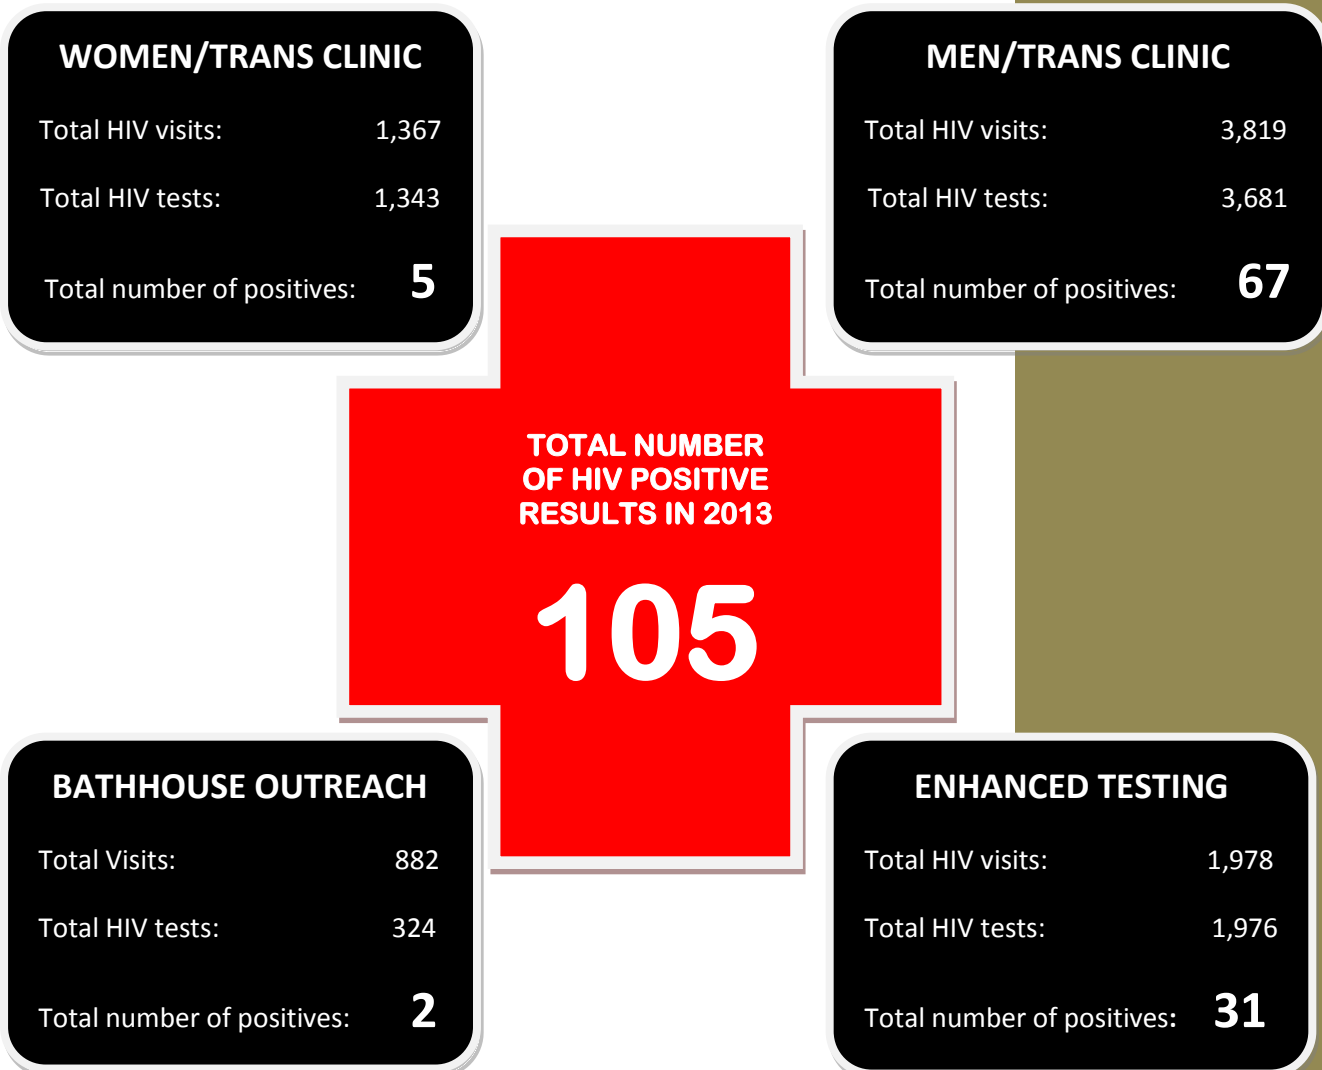 WOMEN/TRANS CLINIC
Total HIV visits: 1,367
Total HIV tests: 1,343
Total number of positives: 5
MEN/TRANS CLINIC
Total HIV visits: 3,819
Total HIV tests: 3,681
Total number of positives: 67
TOTAL NUMBER
OF HIV POSITIVE
RESULTS IN 2013
105
BATHHOUSE OUTREACH
Total Visits: 882
Total HIV tests: 324
Total number of positives: 2
ENHANCED TESTING
Total HIV visits: 1,978
Total HIV tests: 1,976
Total number of positives: 31